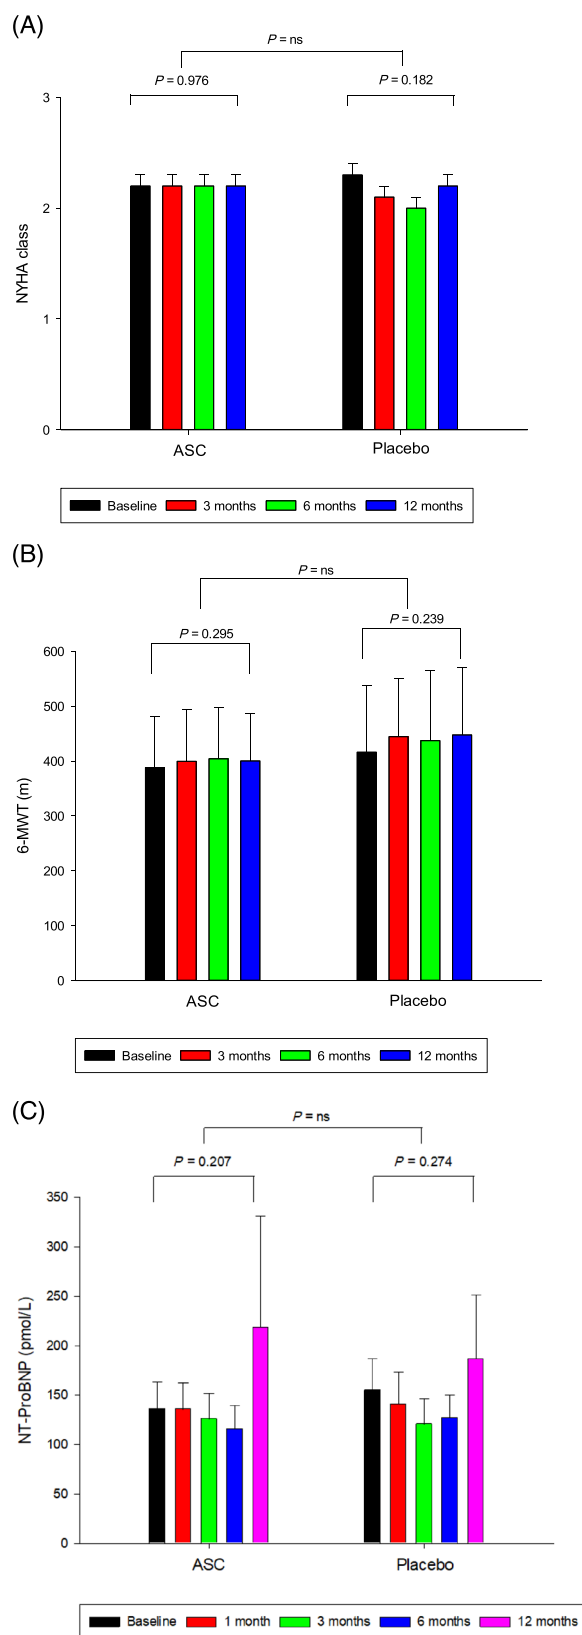 (A)
P = ns
P = 0.976
P = 0.182
3
2
1
0
NYHA class
ASC
Placebo
Baseline 3 months 6 months 12 months
(B)
P = ns
P = 0.295
P = 0.239
600
500
400
300
200
100
0
6-MWT (m)
ASC
Placebo
Baseline 3 months 6 months 12 months
(C)
P = ns
P = 0.207
P = 0.274
350
300
250
200
150
100
50
0
NT-ProBNP (pmol/L)
ASC
Placebo
Baseline 1 month 3 months 6 months 12 months